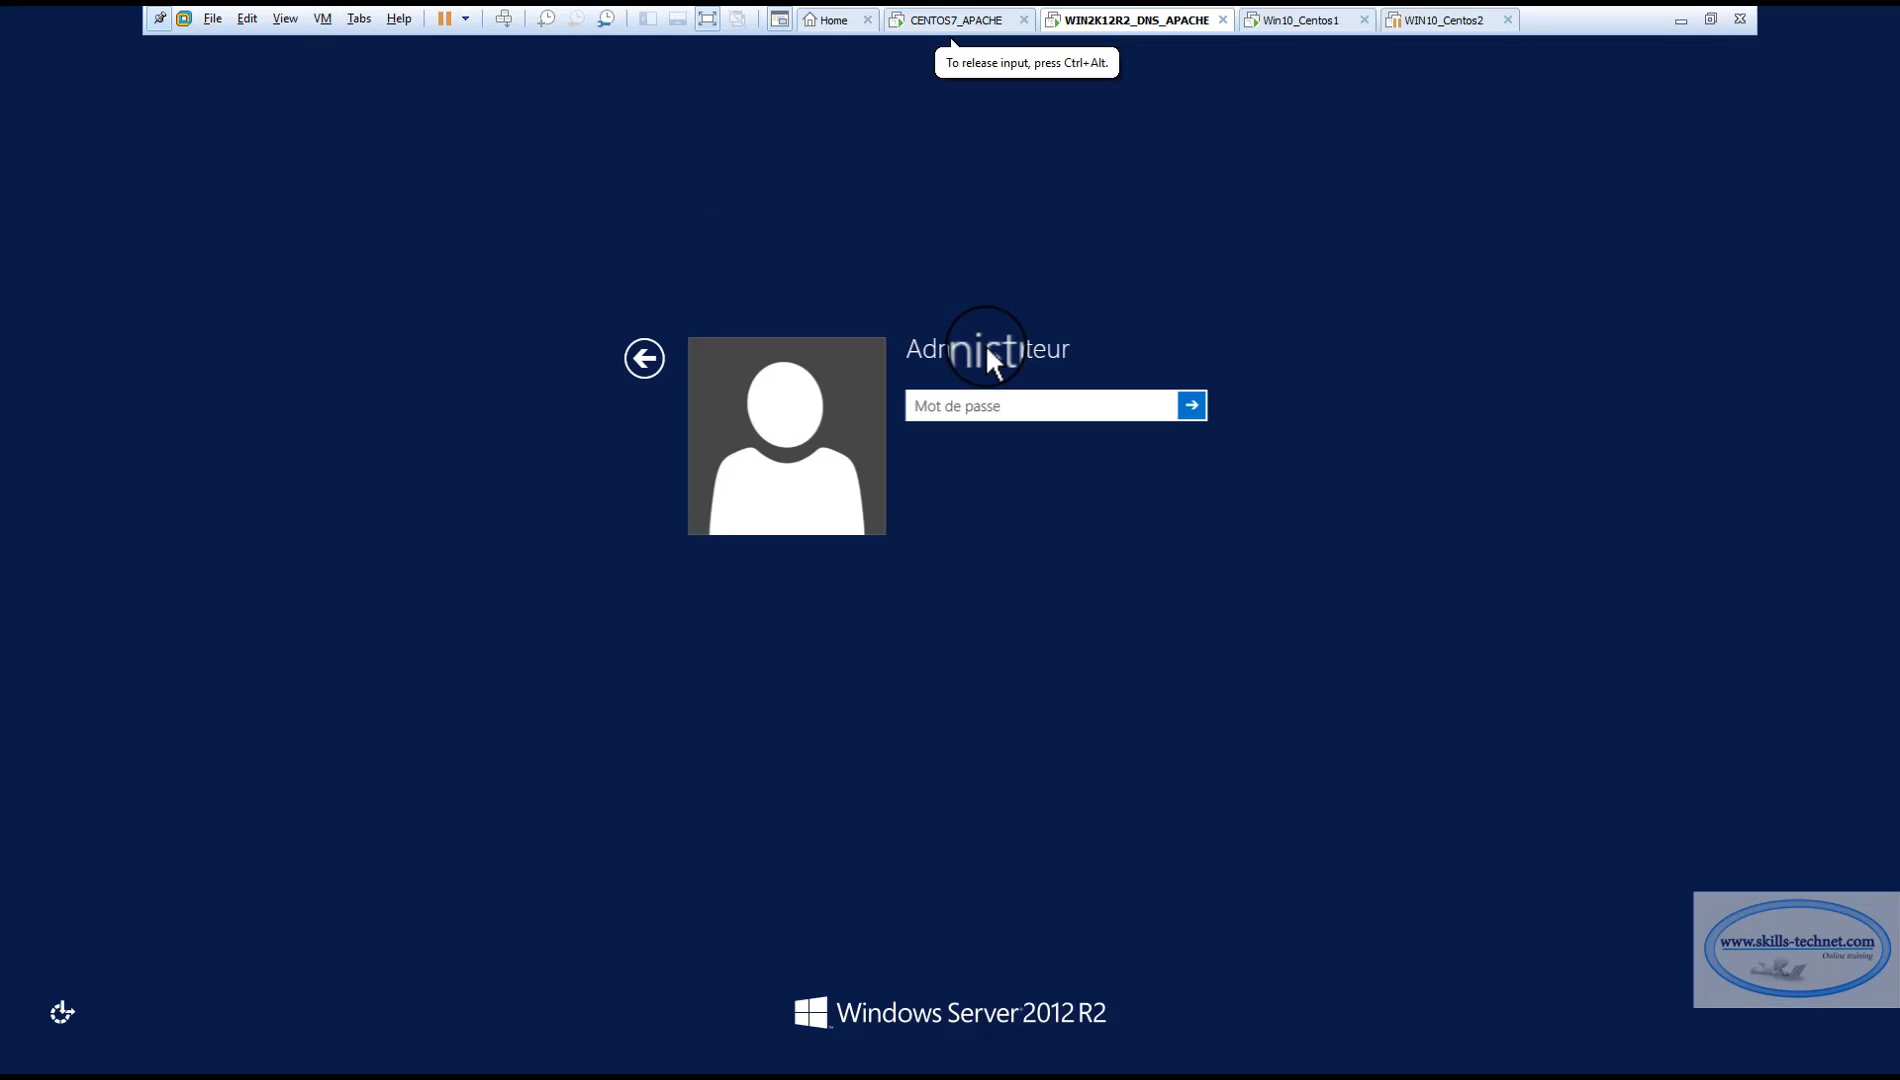 File Edit View VM Tabs Help Home CENTOS7_APACHE WIN2K12R2_DNS_APACHE Win10_Centos1 WIN10_Centos2
To release input, press Ctrl+Alt.
Mot de passe
www.skills-technet.com
Online training
Windows Server 2012 R2